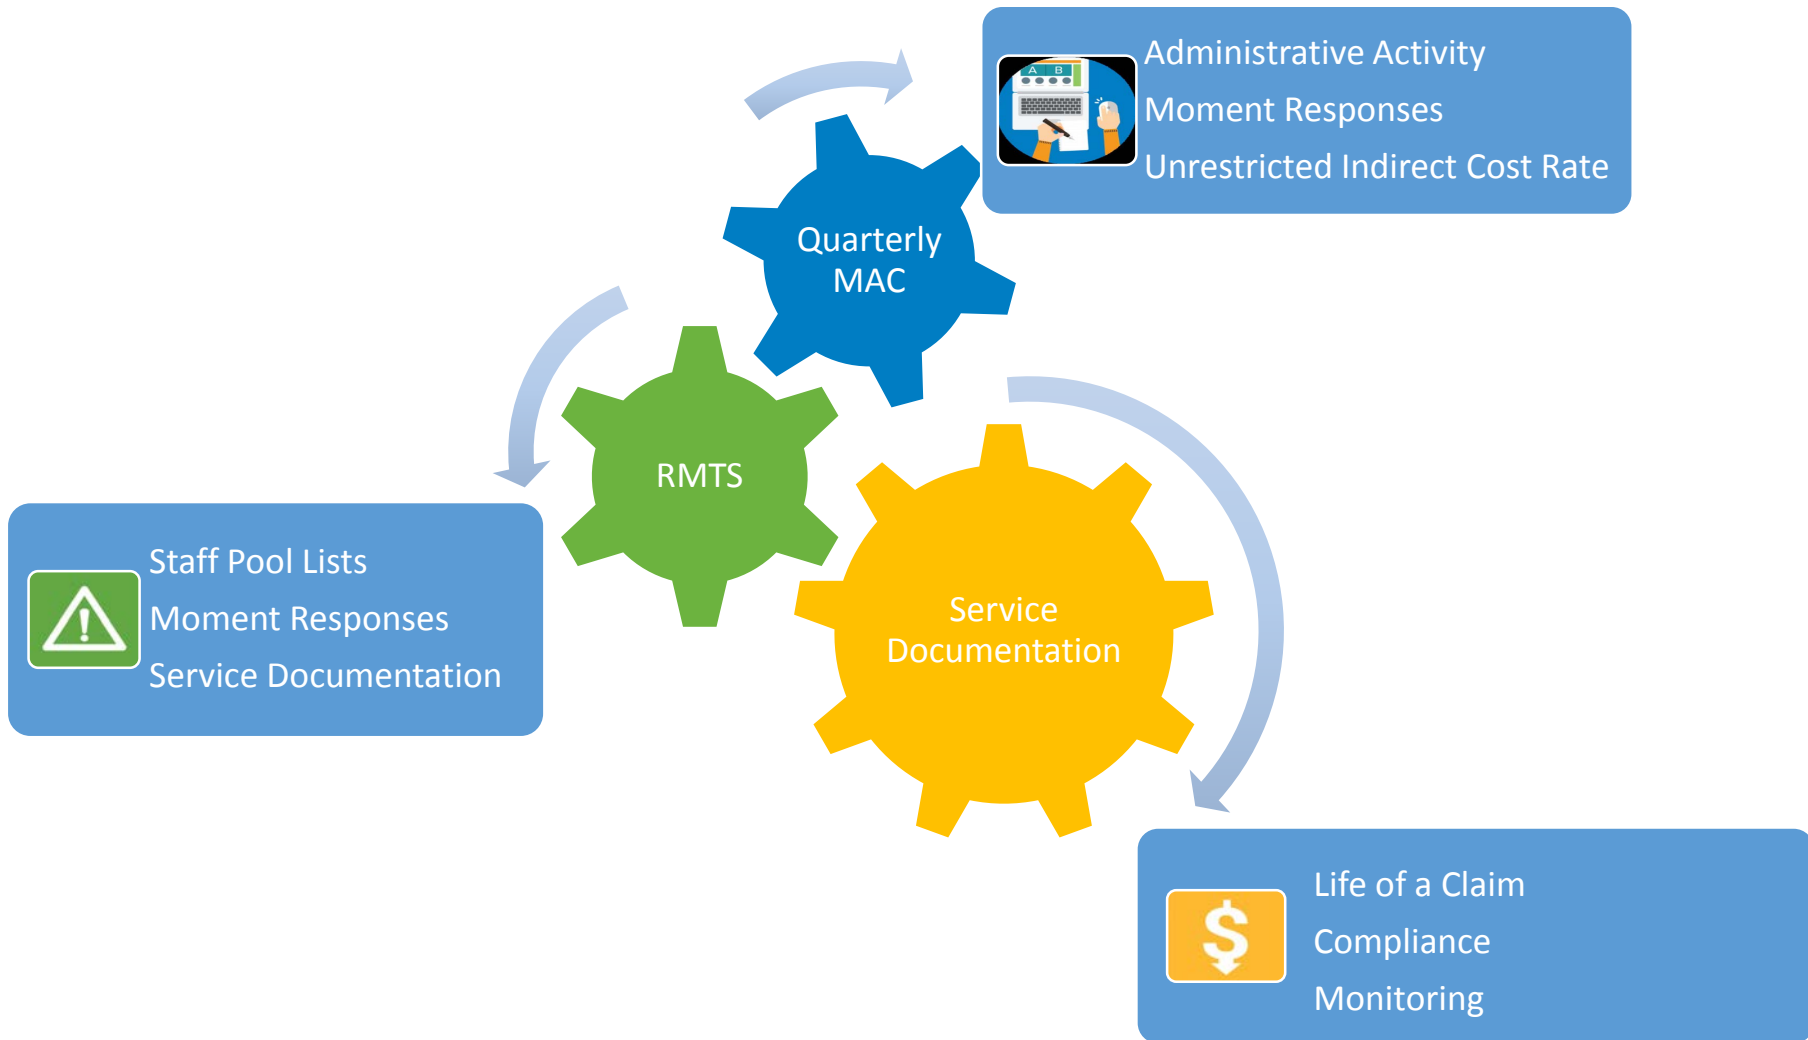 Administrative Activity
Moment Responses
Unrestricted Indirect Cost Rate
A B
Quarterly
MAC
RMTS
Staff Pool Lists
Moment Responses
Service Documentation
Service
Documentation
Life of a Claim
Compliance
Monitoring